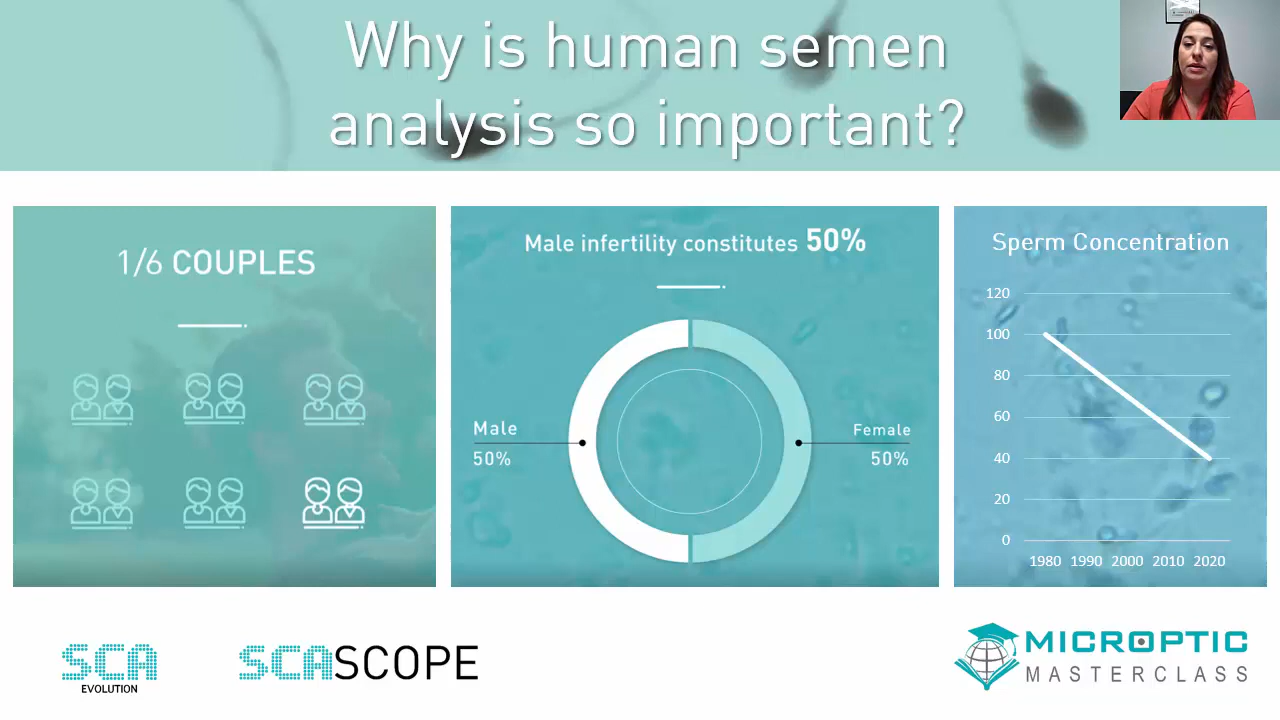 Why is human semen
analysis so important?
1/6 COUPLES
Male infertility constitutes 50%
Male
50%
Female
50%
Sperm Concentration
120
100
80
60
40
20
0
1980 1990 2000 2010 2020
SCA
EVOLUTION
SCASCOPE
MICROPTIC
MASTERCLASS